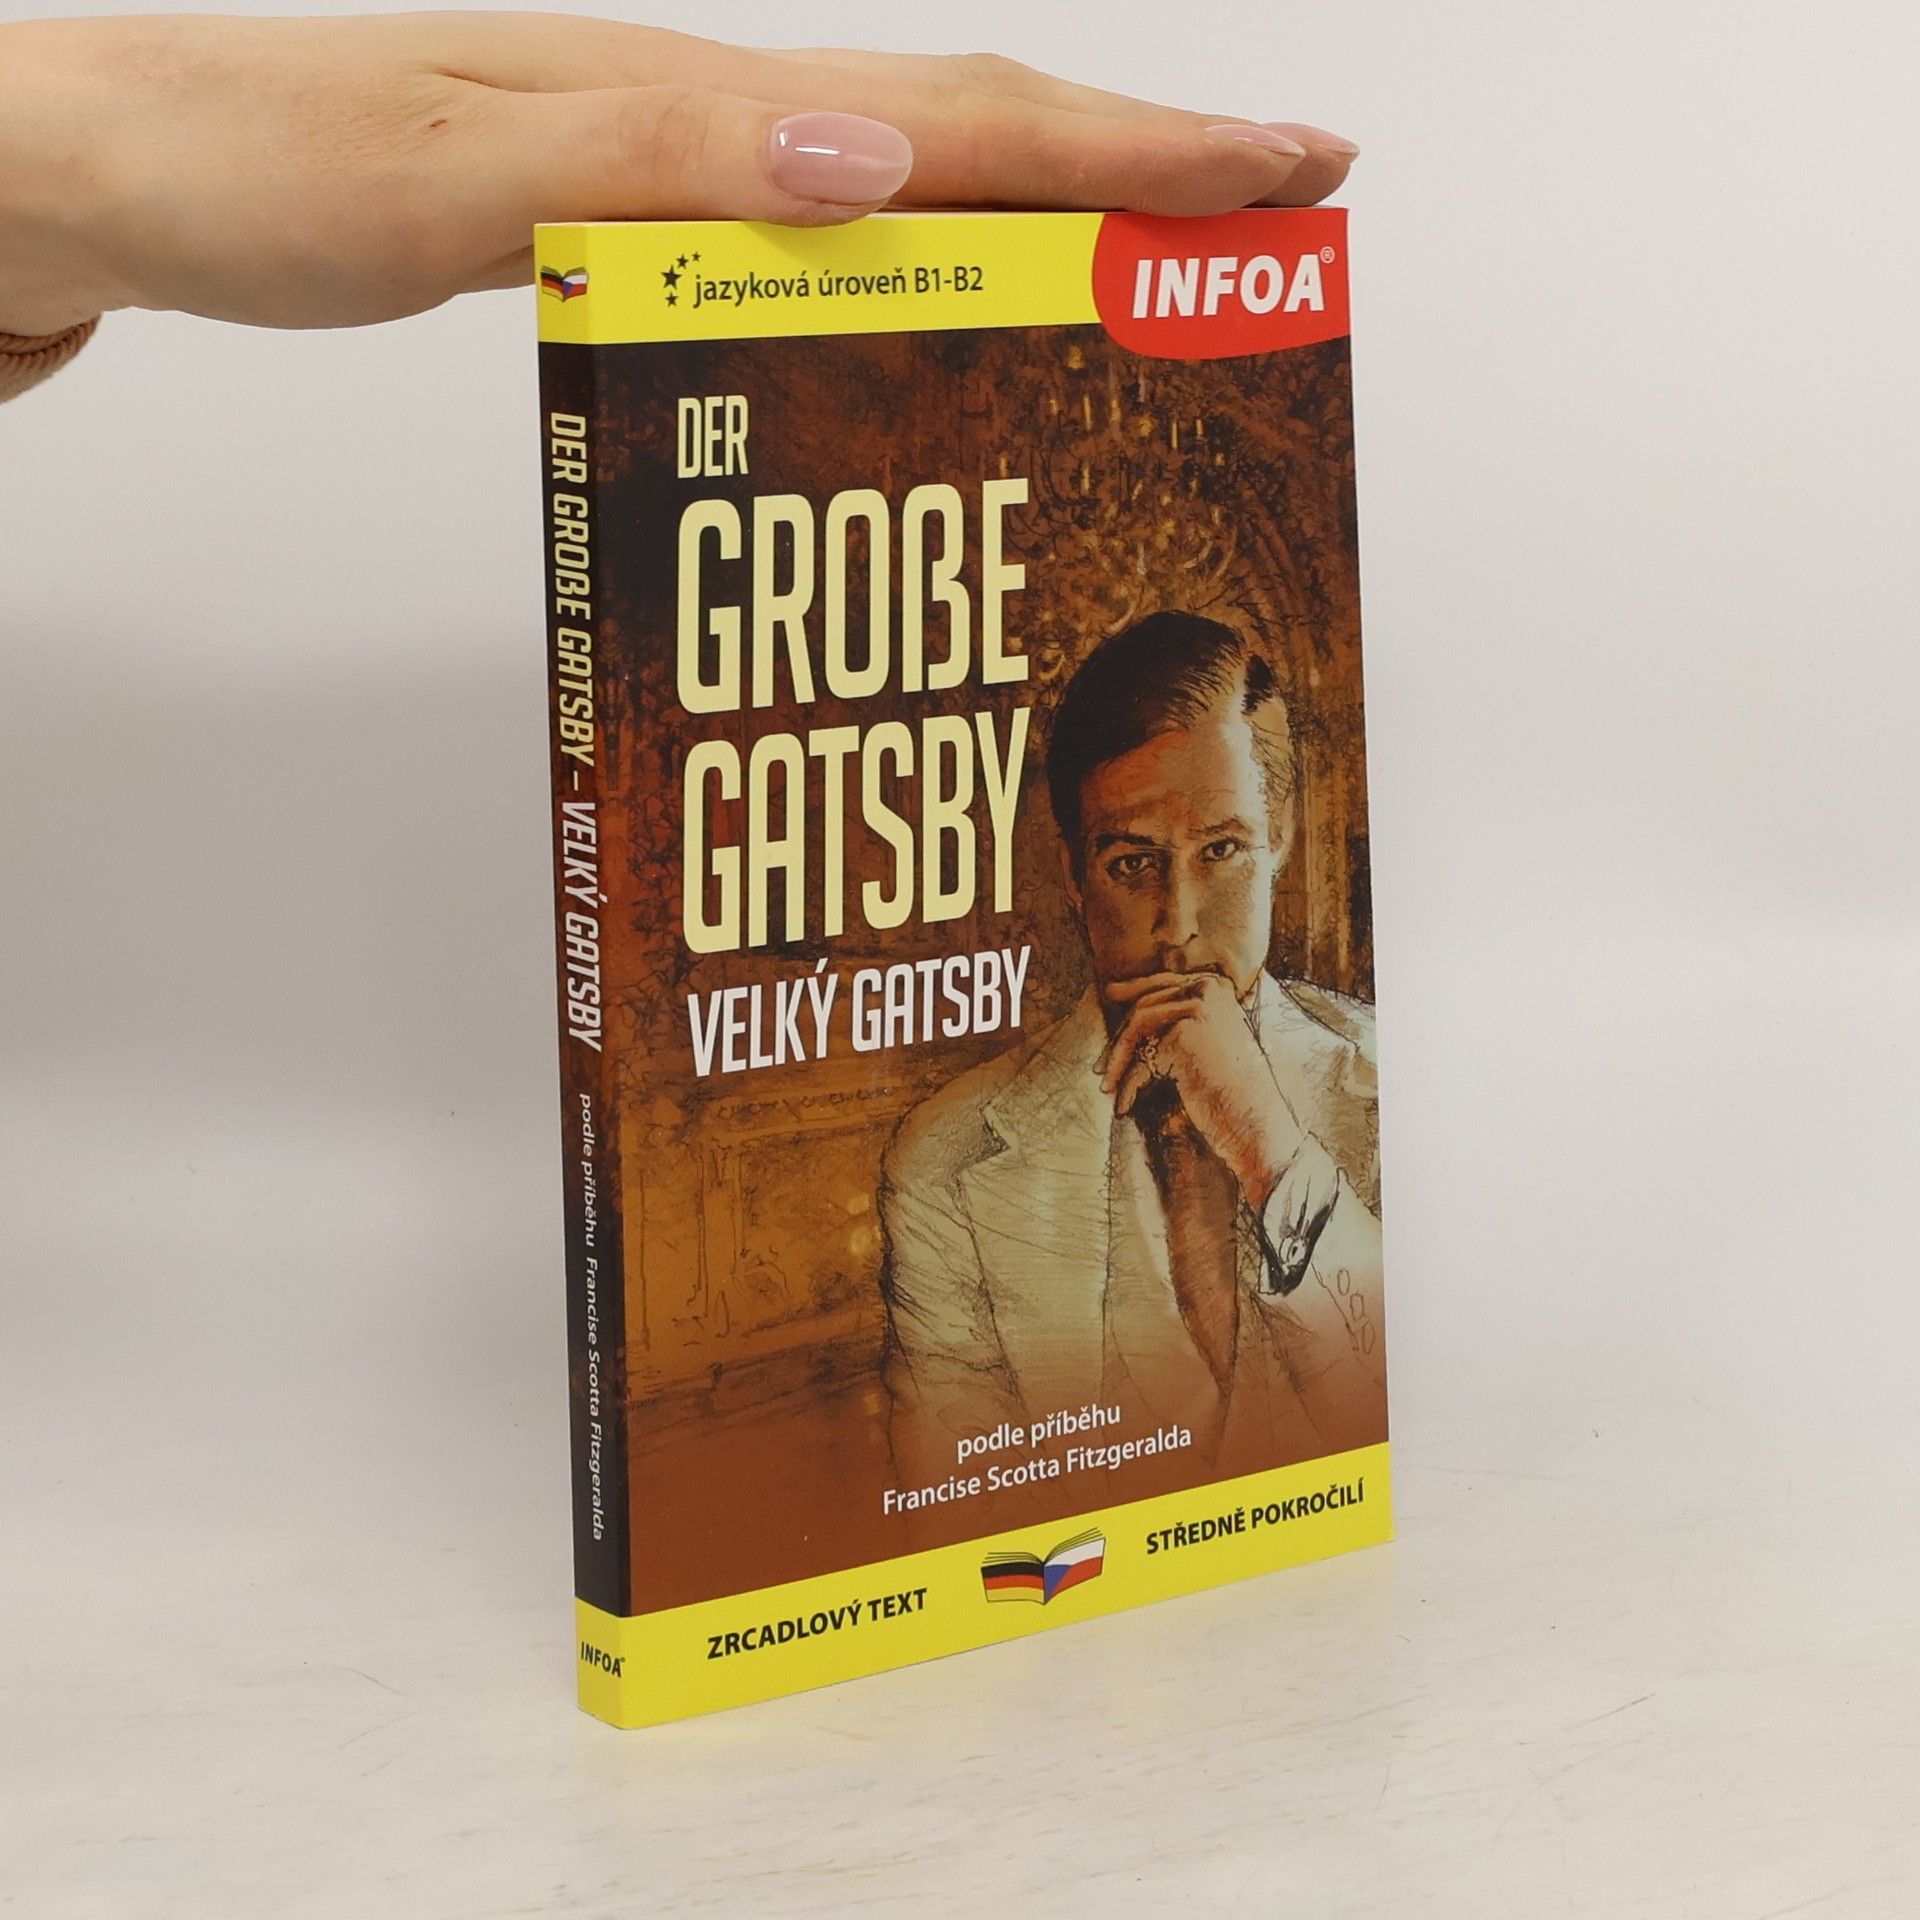 jazyková úroveň B1-B2
INFOA®
DER
GROßE
GATSBY
VELKÝ GATSBY
podle příběhu
Francise Scotta Fitzgeralda
ZRCADLOVÝ TEXT
STŘEDNĚ POKROČILÍ
DER GROßE GATSBY – VELKÝ GATSBY
podle příběhu Francise Scotta Fitzgeralda
INFOA®